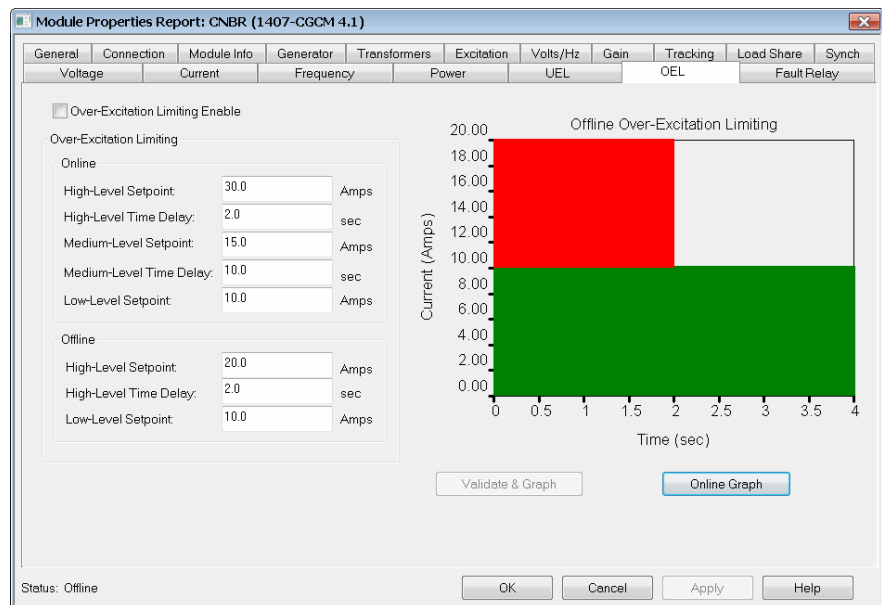 Module Properties Report: CNBR (1407-CGCM 4.1)
General Connection Module Info Generator Transformers Excitation Volts/Hz Gain Tracking Load Share Synch
Voltage Current Frequency Power UEL OEL Fault Relay
Over-Excitation Limiting Enable
Over-Excitation Limiting
Online
High-Level Setpoint: 30.0 Amps
High-Level Time Delay: 2.0 sec
Medium-Level Setpoint: 15.0 Amps
Medium-Level Time Delay: 10.0 sec
Low-Level Setpoint: 10.0 Amps
Offline
High-Level Setpoint: 20.0 Amps
High-Level Time Delay: 2.0 sec
Low-Level Setpoint: 10.0 Amps
Offline Over-Excitation Limiting
Current (Amps)
20.00
18.00
16.00
14.00
12.00
10.00
8.00
6.00
4.00
2.00
0.00
0 0.5 1 1.5 2 2.5 3 3.5 4
Time (sec)
Validate & Graph Online Graph
Status: Offline OK Cancel Apply Help